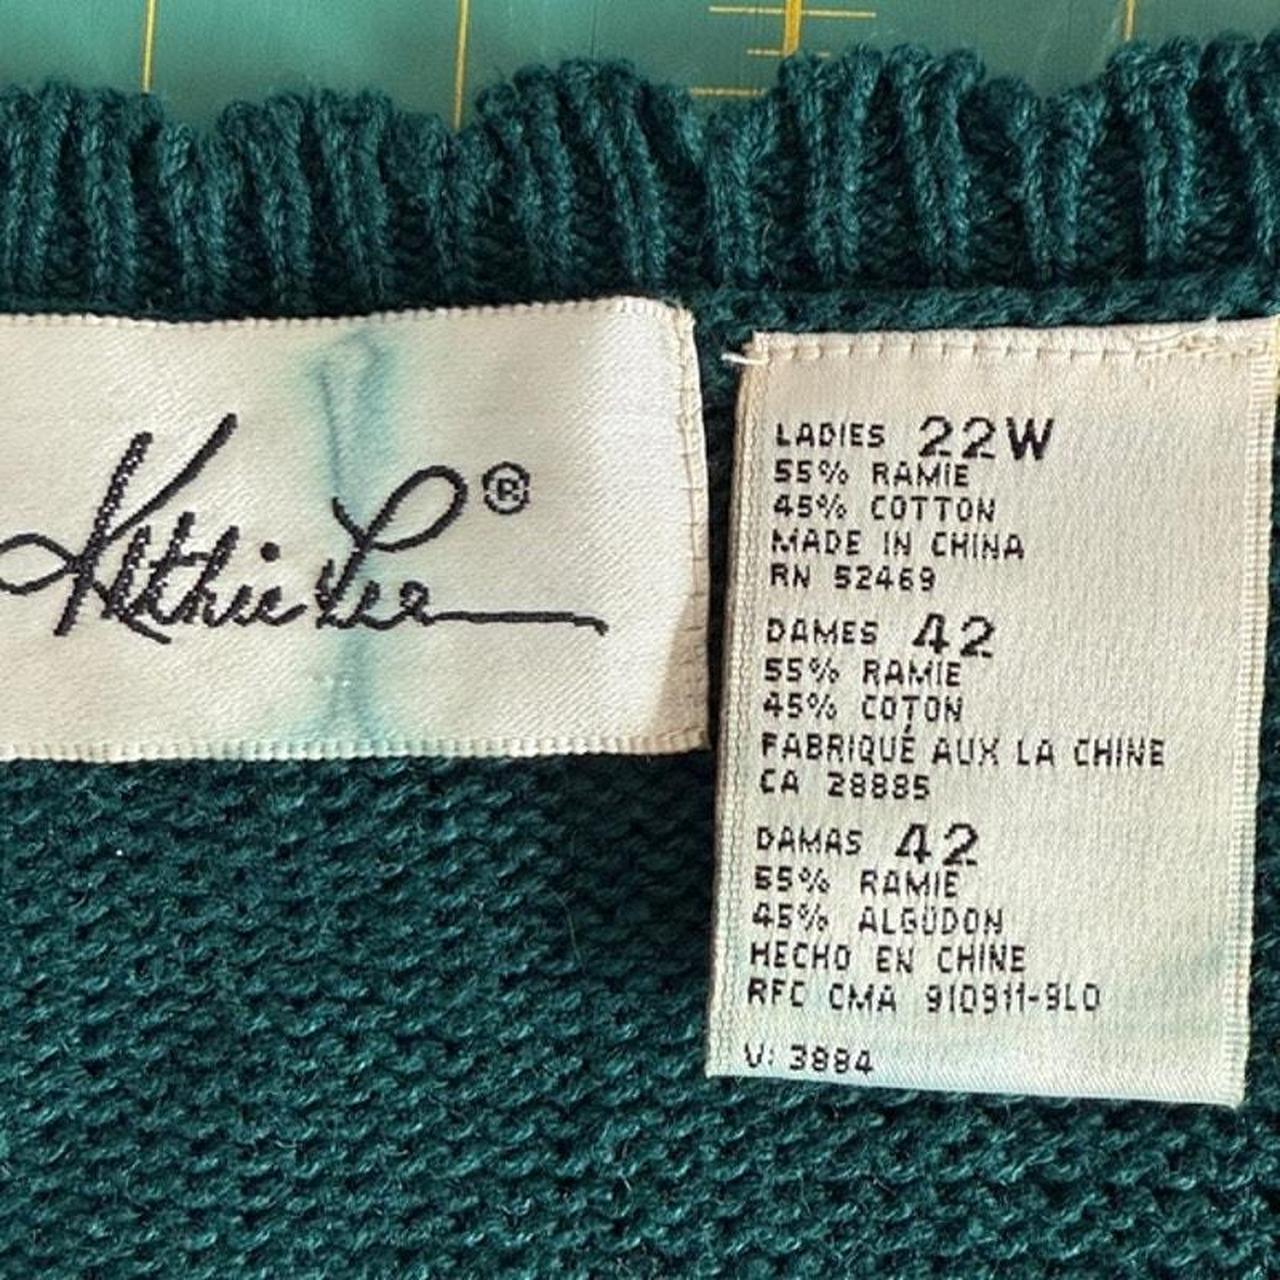 Kathie Lee®
LADIES 22W
55% RAMIE
45% COTTON
MADE IN CHINA
RN 52469
DAMES 42
55% RAMIE
45% COTON
FABRIQUÉ AUX LA CHINE
CA 28885
DAMAS 42
55% RAMIE
45% ALGÜDON
HECHO EN CHINE
RFC CMA 910911-9L0
V: 3884